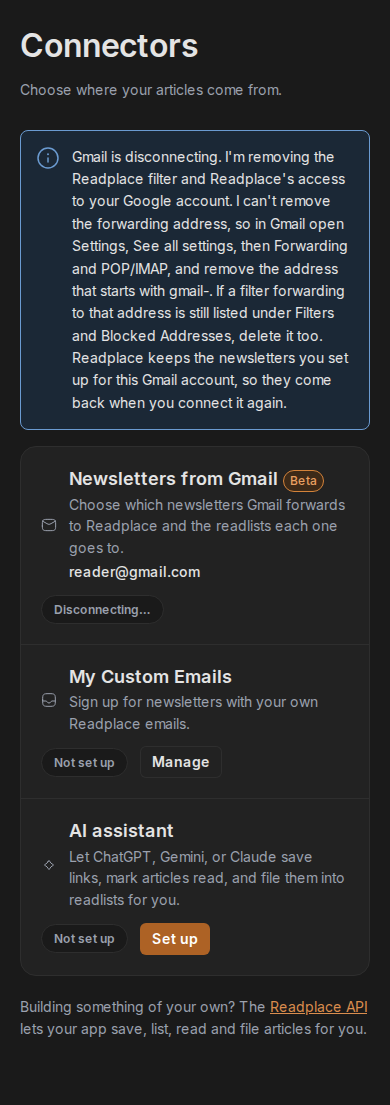 Connectors
Choose where your articles come from.
Gmail is disconnecting. I'm removing the
Readplace filter and Readplace's access
to your Google account. I can't remove
the forwarding address, so in Gmail open
Settings, See all settings, then Forwarding
and POP/IMAP, and remove the address
that starts with gmail-. If a filter forwarding
to that address is still listed under Filters
and Blocked Addresses, delete it too.
Readplace keeps the newsletters you set
up for this Gmail account, so they come
back when you connect it again.
Newsletters from Gmail Beta
Choose which newsletters Gmail forwards
to Readplace and the readlists each one
goes to.
reader@gmail.com
Disconnecting...
My Custom Emails
Sign up for newsletters with your own
Readplace emails.
Not set up Manage
AI assistant
Let ChatGPT, Gemini, or Claude save
links, mark articles read, and file them into
readlists for you.
Not set up Set up
Building something of your own? The Readplace API
lets your app save, list, read and file articles for you.